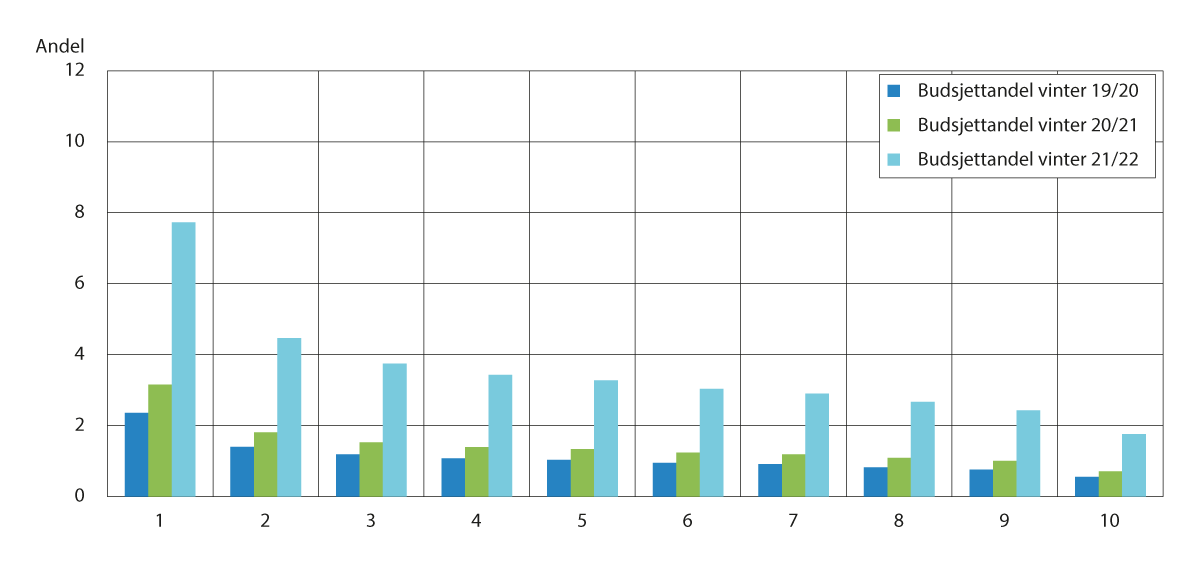 Andel
12
10
8
6
4
2
0
Budsjettandel vinter 19/20
Budsjettandel vinter 20/21
Budsjettandel vinter 21/22
1 2 3 4 5 6 7 8 9 10